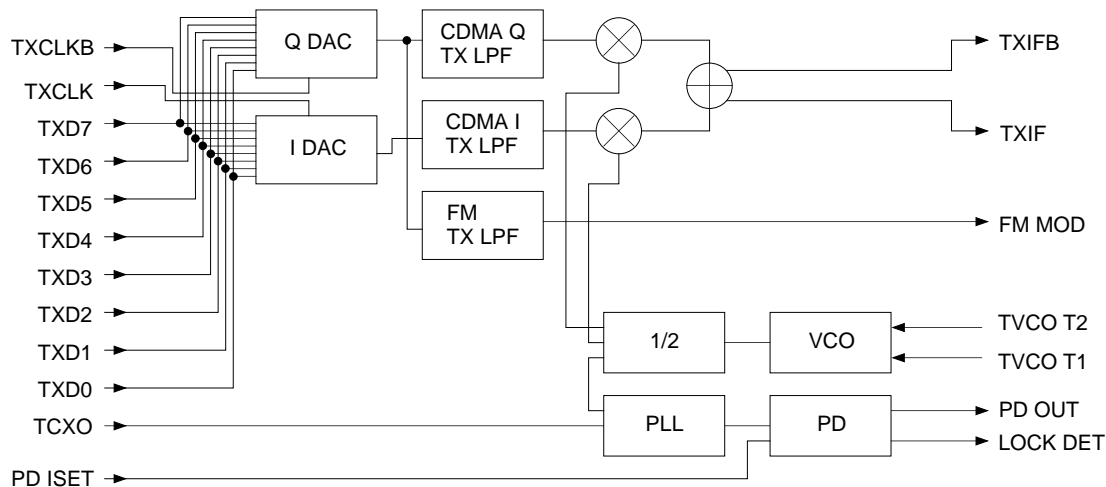 TXCLKB
TXCLK
TXD7
TXD6
TXD5
TXD4
TXD3
TXD2
TXD1
TXD0
TCXO
PD ISET
Q DAC
I DAC
CDMA Q
TX LPF
CDMA I
TX LPF
FM
TX LPF
1/2
VCO
PLL
PD
TXIFB
TXIF
FM MOD
TVCO T2
TVCO T1
PD OUT
LOCK DET